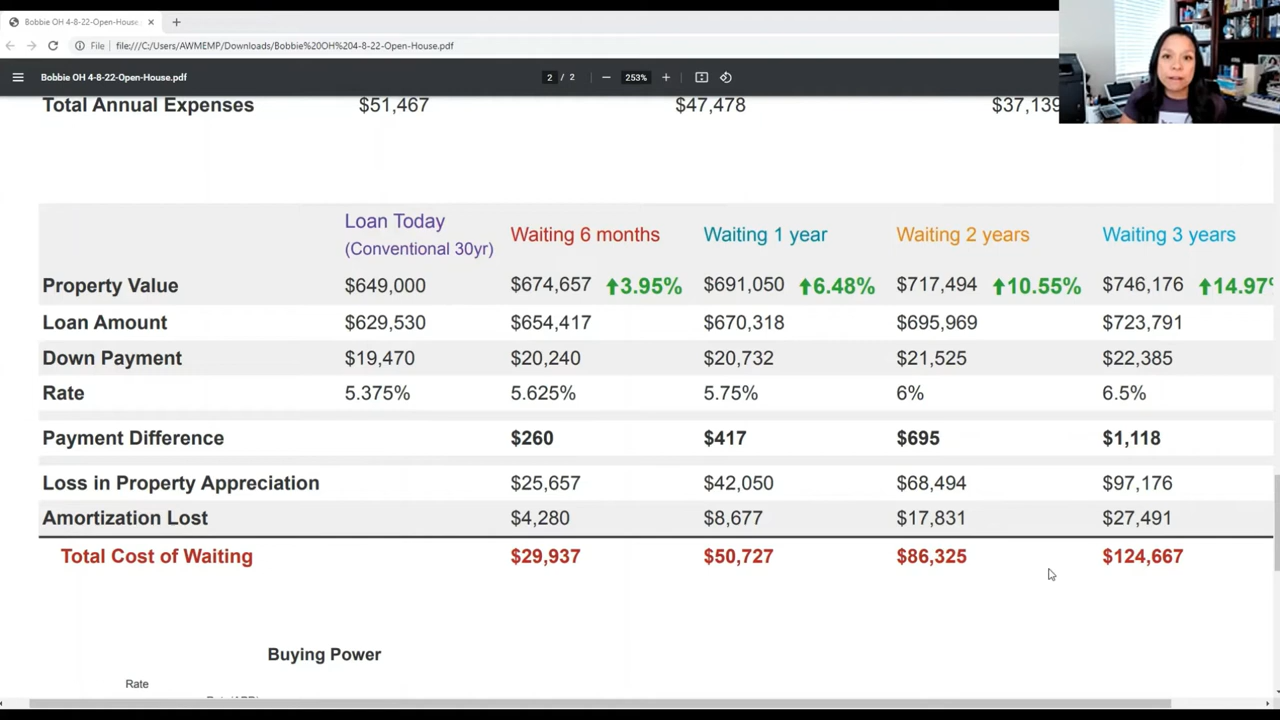 Bobbie OH 4-8-22-Open-House
File
file:///C:/Users/AWMEMP/Downloads/Bobbie%20OH%204-8-22-Open-House.pdf
Bobbie OH 4-8-22-Open-House.pdf 2 / 2 253%
Total Annual Expenses $51,467 $47,478 $37,139
Loan Today
(Conventional 30yr) Waiting 6 months Waiting 1 year Waiting 2 years Waiting 3 years
Property Value $649,000 $674,657 3.95% $691,050 6.48% $717,494 10.55% $746,176 14.97
Loan Amount $629,530 $654,417 $670,318 $695,969 $723,791
Down Payment $19,470 $20,240 $20,732 $21,525 $22,385
Rate 5.375% 5.625% 5.75% 6% 6.5%
Payment Difference $260 $417 $695 $1,118
Loss in Property Appreciation $25,657 $42,050 $68,494 $97,176
Amortization Lost $4,280 $8,677 $17,831 $27,491
Total Cost of Waiting $29,937 $50,727 $86,325 $124,667
Buying Power
Rate